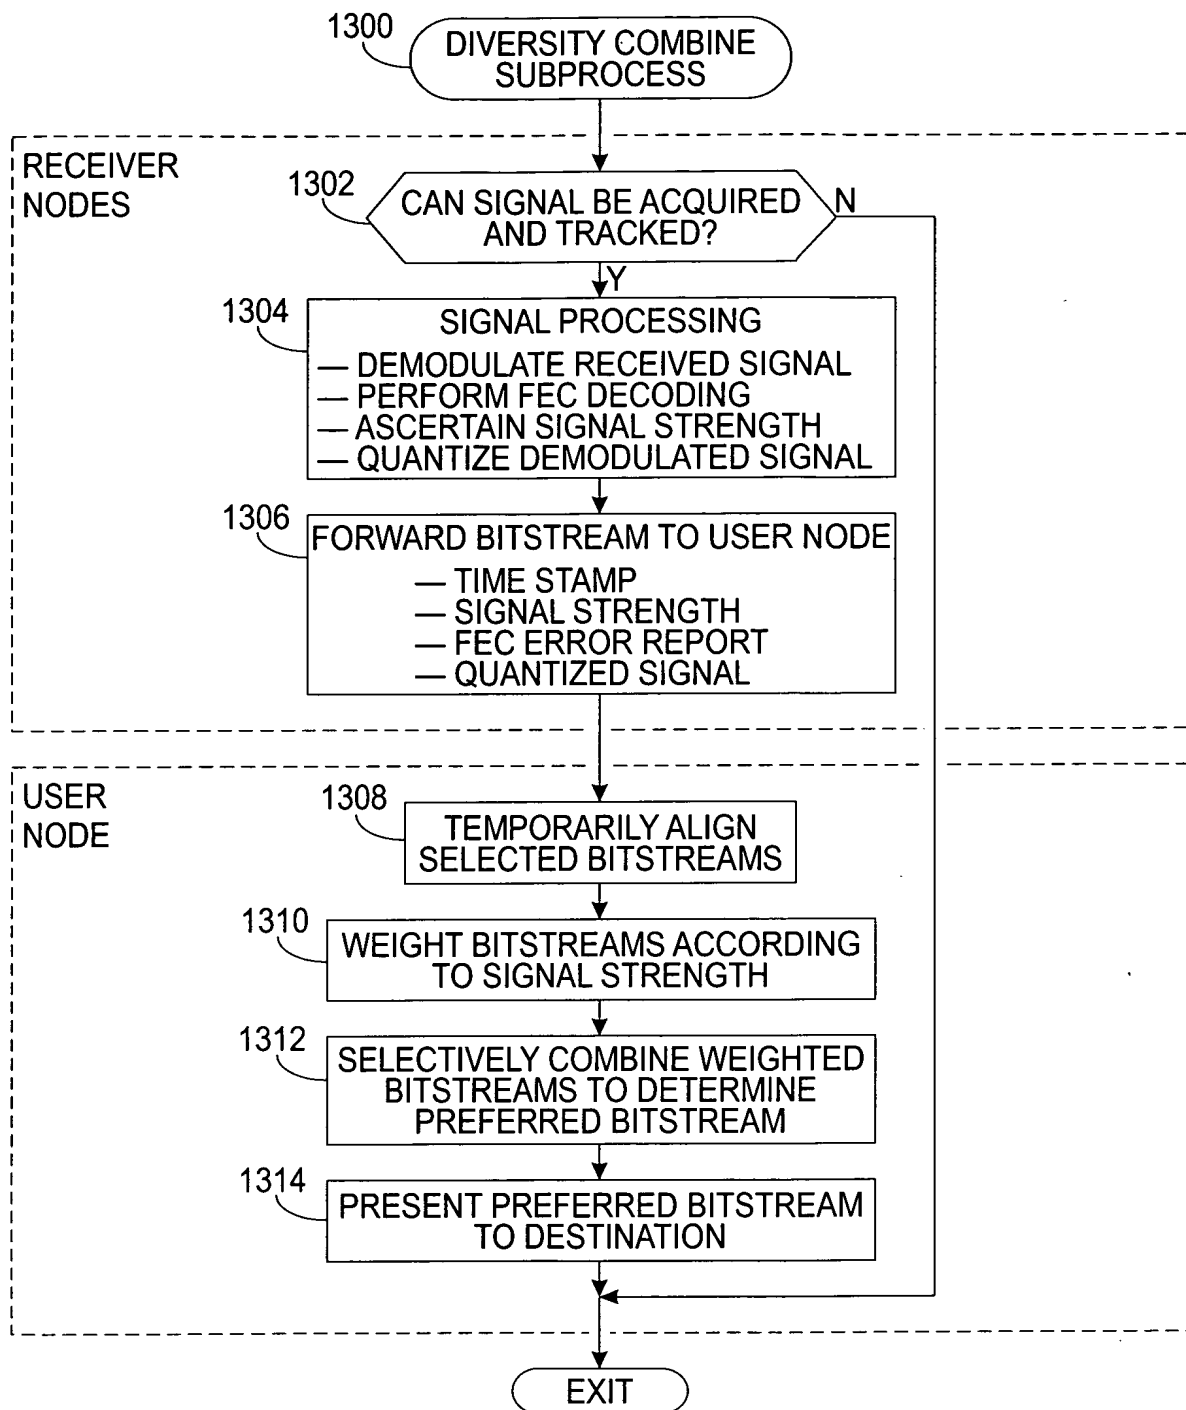 1300
DIVERSITY COMBINE
SUBPROCESS
RECEIVER
NODES
1302
CAN SIGNAL BE ACQUIRED
AND TRACKED?
N
Y
1304
SIGNAL PROCESSING
— DEMODULATE RECEIVED SIGNAL
— PERFORM FEC DECODING
— ASCERTAIN SIGNAL STRENGTH
— QUANTIZE DEMODULATED SIGNAL
1306
FORWARD BITSTREAM TO USER NODE
— TIME STAMP
— SIGNAL STRENGTH
— FEC ERROR REPORT
— QUANTIZED SIGNAL
USER
NODE
1308
TEMPORARILY ALIGN
SELECTED BITSTREAMS
1310
WEIGHT BITSTREAMS ACCORDING
TO SIGNAL STRENGTH
1312
SELECTIVELY COMBINE WEIGHTED
BITSTREAMS TO DETERMINE
PREFERRED BITSTREAM
1314
PRESENT PREFERRED BITSTREAM
TO DESTINATION
EXIT